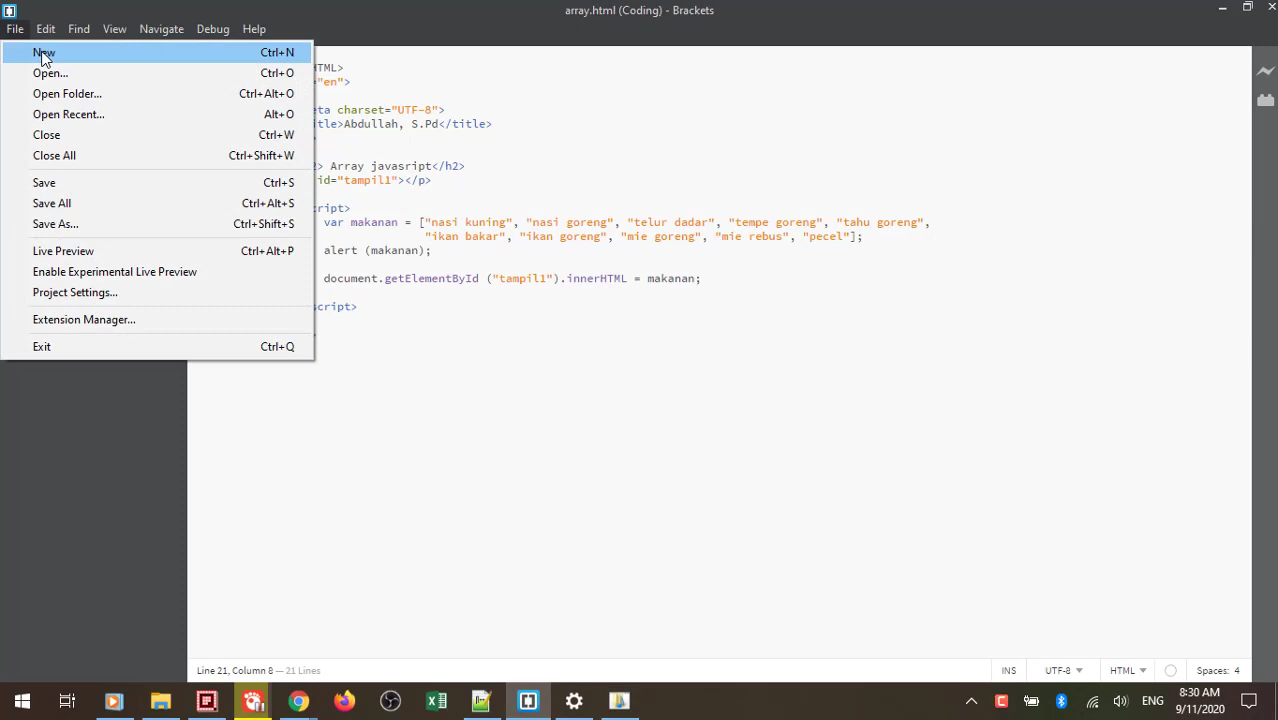 array.html (Coding) - Brackets
File Edit Find View Navigate Debug Help
New Ctrl+N
Open... Ctrl+O
Open Folder... Ctrl+Alt+O
Open Recent... Alt+O
Close Ctrl+W
Close All Ctrl+Shift+W
Save Ctrl+S
Save All Ctrl+Alt+S
Save As... Ctrl+Shift+S
Live Preview Ctrl+Alt+P
Enable Experimental Live Preview
Project Settings...
Extension Manager...
Exit Ctrl+Q
HTML>
="en">
eta charset="UTF-8">
tle>Abdullah, S.Pd</title>
2> Array javasript</h2>
id="tampil1"></p>
script>
var makanan = ["nasi kuning", "nasi goreng", "telur dadar", "tempe goreng", "tahu goreng",
"ikan bakar", "ikan goreng", "mie goreng", "mie rebus", "pecel"];
alert (makanan);
document.getElementById ("tampil1").innerHTML = makanan;
script>
Line 21, Column 8 — 21 Lines
INS UTF-8 HTML Spaces: 4
ENG
8:30 AM
9/11/2020